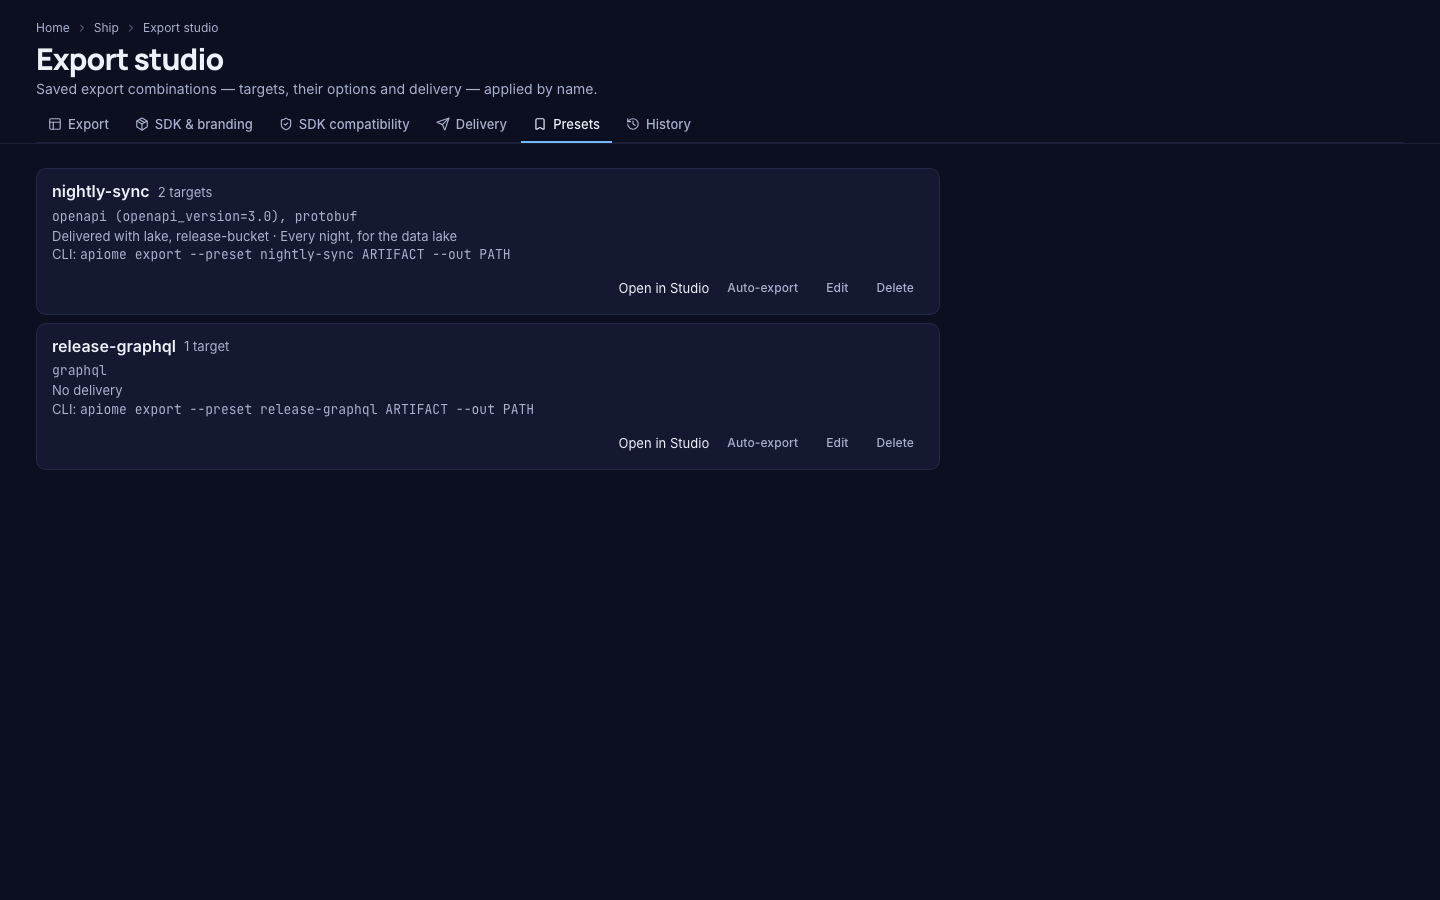 Home > Ship > Export studio
Export studio
Saved export combinations — targets, their options and delivery — applied by name.
Export SDK & branding SDK compatibility Delivery Presets History
nightly-sync 2 targets
openapi (openapi_version=3.0), protobuf
Delivered with lake, release-bucket · Every night, for the data lake
CLI: apiome export --preset nightly-sync ARTIFACT --out PATH
Open in Studio Auto-export Edit Delete
release-graphql 1 target
graphql
No delivery
CLI: apiome export --preset release-graphql ARTIFACT --out PATH
Open in Studio Auto-export Edit Delete